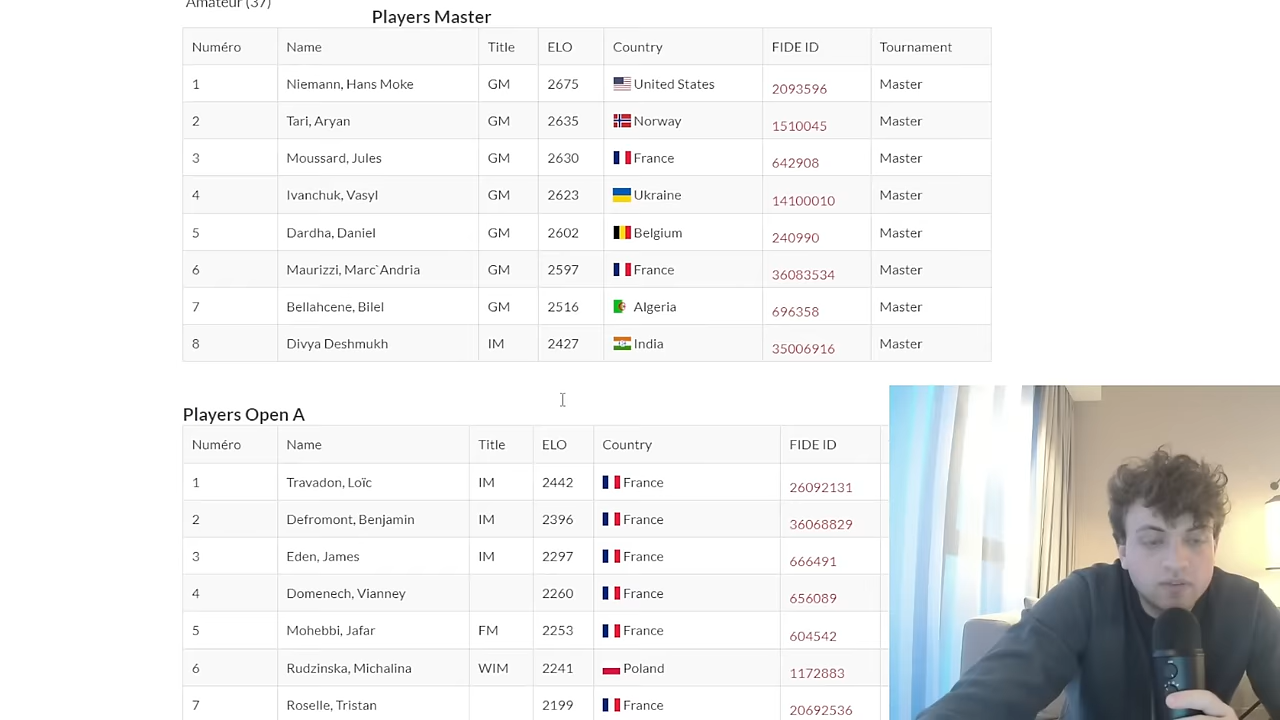 Amateur (37)
Players Master
Numéro Name Title ELO Country FIDE ID Tournament
1 Niemann, Hans Moke GM 2675 United States 2093596 Master
2 Tari, Aryan GM 2635 Norway 1510045 Master
3 Moussard, Jules GM 2630 France 642908 Master
4 Ivanchuk, Vasyl GM 2623 Ukraine 14100010 Master
5 Dardha, Daniel GM 2602 Belgium 240990 Master
6 Maurizzi, Marc`Andria GM 2597 France 36083534 Master
7 Bellahcene, Bilel GM 2516 Algeria 696358 Master
8 Divya Deshmukh IM 2427 India 35006916 Master
Players Open A
Numéro Name Title ELO Country FIDE ID
1 Travadon, Loïc IM 2442 France 26092131
2 Defromont, Benjamin IM 2396 France 36068829
3 Eden, James IM 2297 France 666491
4 Domenech, Vianney 2260 France 656089
5 Mohebbi, Jafar FM 2253 France 604542
6 Rudzinska, Michalina WIM 2241 Poland 1172883
7 Roselle, Tristan 2199 France 20692536